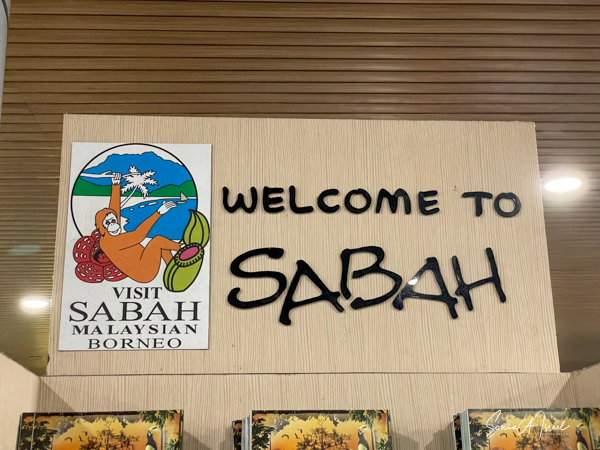 WELCOME TO
SABAH
VISIT
SABAH
MALAYSIAN
BORNEO